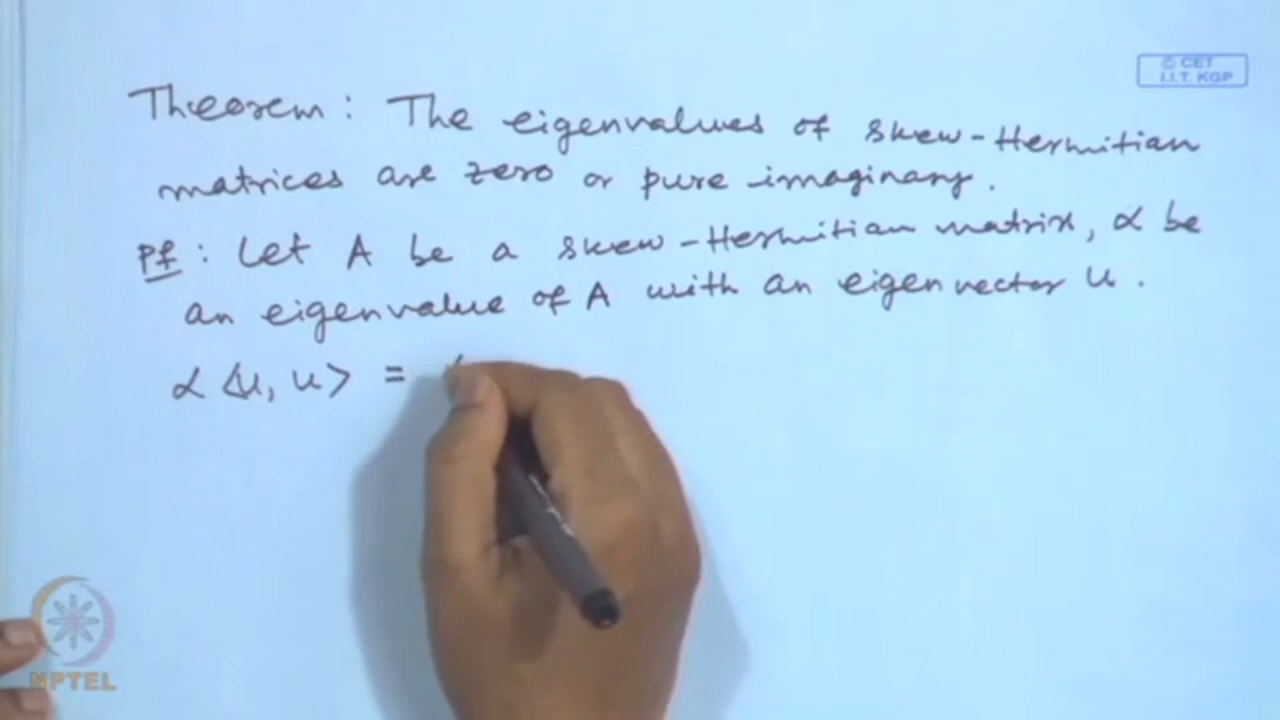 © CET
I.I.T. KGP
Theorem : The eigenvalues of skew-Hermitian
matrices are zero or pure imaginary.
Pf : Let A be a skew-Hermitian matrix, α be
an eigenvalue of A with an eigenvector u.
α <u, u> =
NPTEL